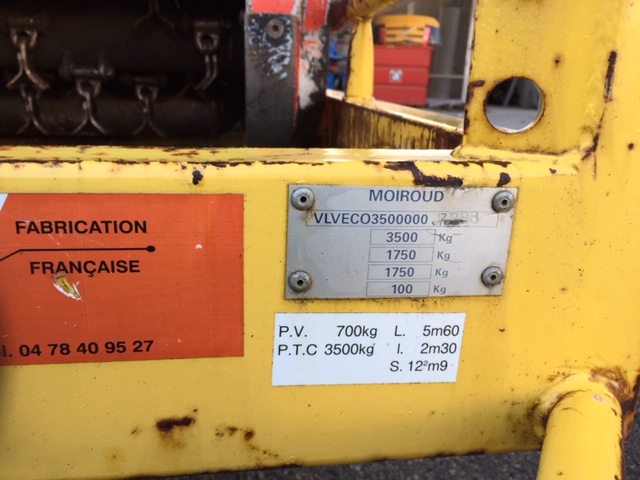 FABRICATION
FRANÇAISE
04 78 40 95 27
MOIROUD
VLVECO3500000
3500 Kg
1750 Kg
1750 Kg
100 Kg
P.V. 700kg L. 5m60
P.T.C 3500kg l. 2m30
S. 12²m9